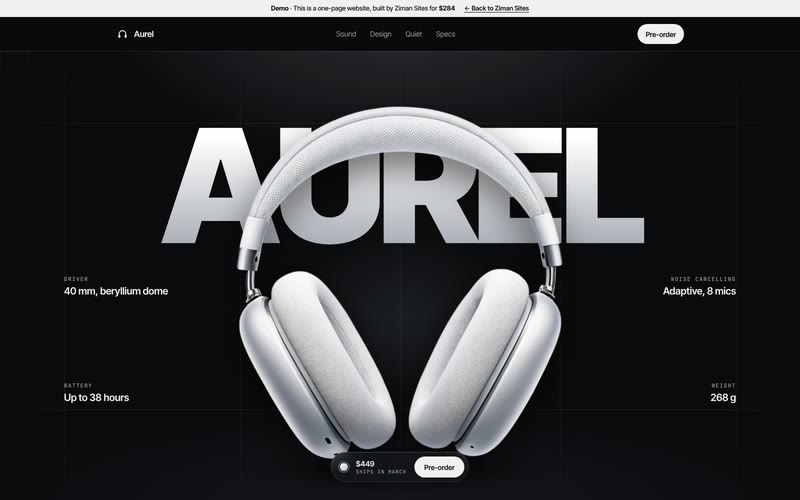 Demo · This is a one-page website, built by Ziman Sites for $284 ← Back to Ziman Sites
Aurel
Sound Design Quiet Specs
Pre-order
AUREL
DRIVER
40 mm, beryllium dome
NOISE CANCELLING
Adaptive, 8 mics
BATTERY
Up to 38 hours
WEIGHT
268 g
$449
SHIPS IN MARCH
Pre-order